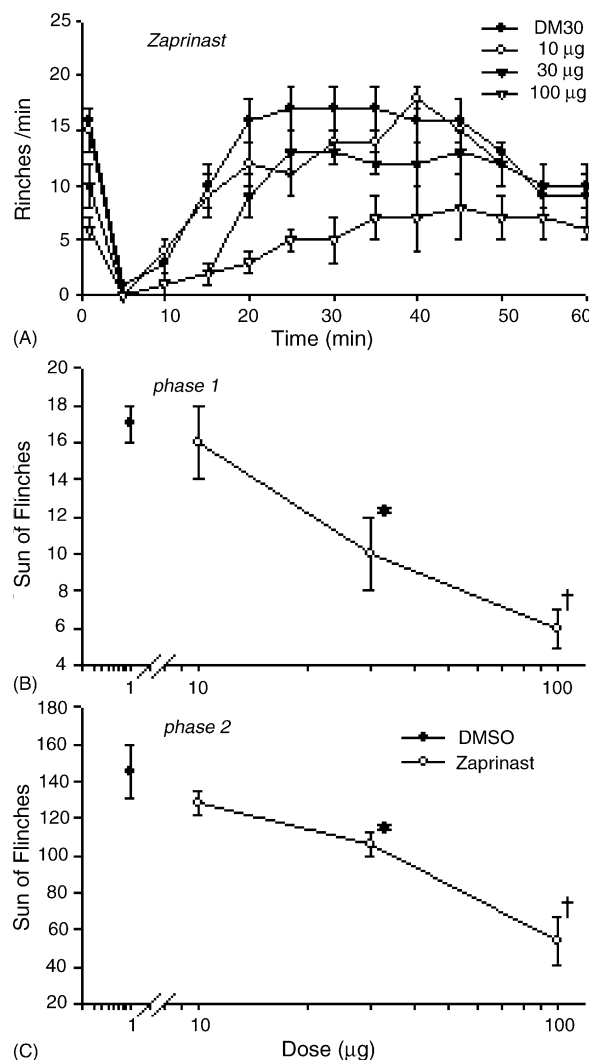 Zaprinast
DM30
10 µg
30 µg
100 µg
Rinches /min
25
20
15
10
5
0
0 10 20 30 40 50 60
Time (min)
(A)
phase 1
Sun of Flinches
20
18
16
14
12
10
8
6
4
*
†
1 10 100
(B)
phase 2
DMSO
Zaprinast
Sun of Flinches
180
160
140
120
100
80
60
40
20
*
†
1 10 100
Dose (µg)
(C)